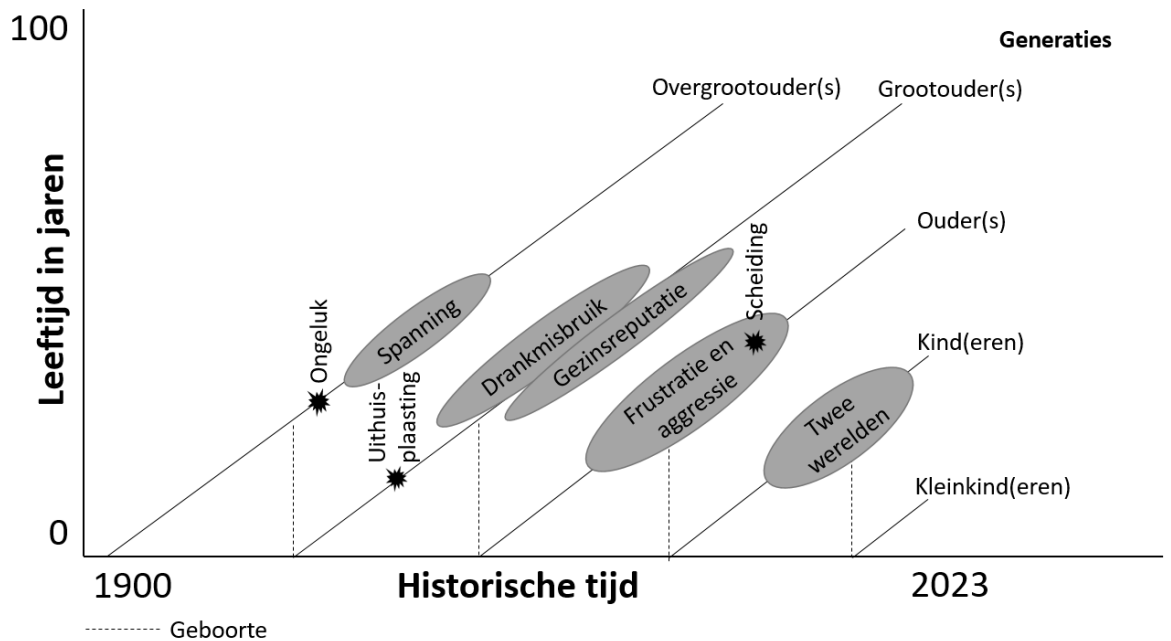 100
Generaties
Overgrootouder(s)
Grootouder(s)
Ouder(s)
Kind(eren)
Kleinkind(eren)
Leeftijd in jaren
Ongeluk
Spanning
Uithuis-
plaasting
Drankmisbruik
Gezinsreputatie
Scheiding
Frustratie en
aggressie
Twee
werelden
0
1900
Historische tijd
2023
Geboorte